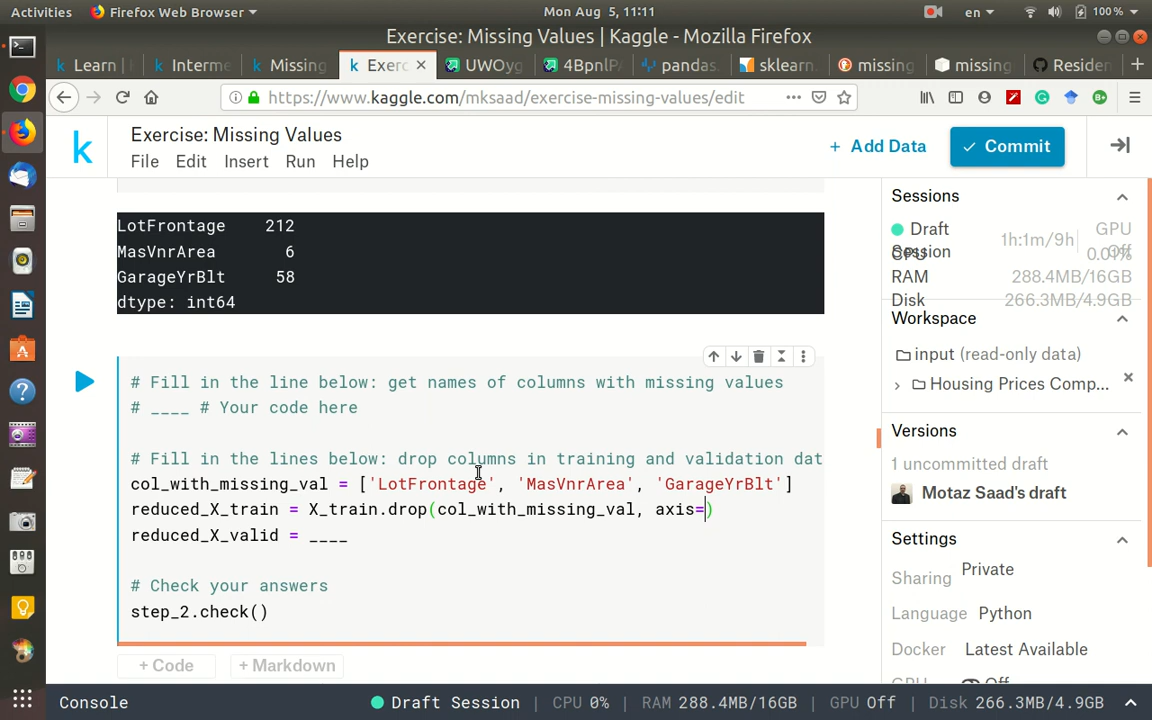 Activities Firefox Web Browser Mon Aug 5, 11:11 en 100%
Exercise: Missing Values | Kaggle - Mozilla Firefox
Learn | Interme Missing Exerc UWOyg 4BpnlP pandas sklearn missing missing Residen
https://www.kaggle.com/mksaad/exercise-missing-values/edit
Exercise: Missing Values
File Edit Insert Run Help
+ Add Data
Commit
LotFrontage 212
MasVnrArea 6
GarageYrBlt 58
dtype: int64
# Fill in the line below: get names of columns with missing values
# ____ # Your code here
# Fill in the lines below: drop columns in training and validation dat
col_with_missing_val = ['LotFrontage', 'MasVnrArea', 'GarageYrBlt']
reduced_X_train = X_train.drop(col_with_missing_val, axis=)
reduced_X_valid = ____
# Check your answers
step_2.check()
+ Code + Markdown
Sessions
Draft Session 1h:1m/9h GPU Off
CPU 0.01%
RAM 288.4MB/16GB
Disk 266.3MB/4.9GB
Workspace
input (read-only data)
Housing Prices Comp...
Versions
1 uncommitted draft
Motaz Saad's draft
Settings
Sharing Private
Language Python
Docker Latest Available
GPU Off
Console Draft Session | CPU 0% | RAM 288.4MB/16GB | GPU Off | Disk 266.3MB/4.9GB